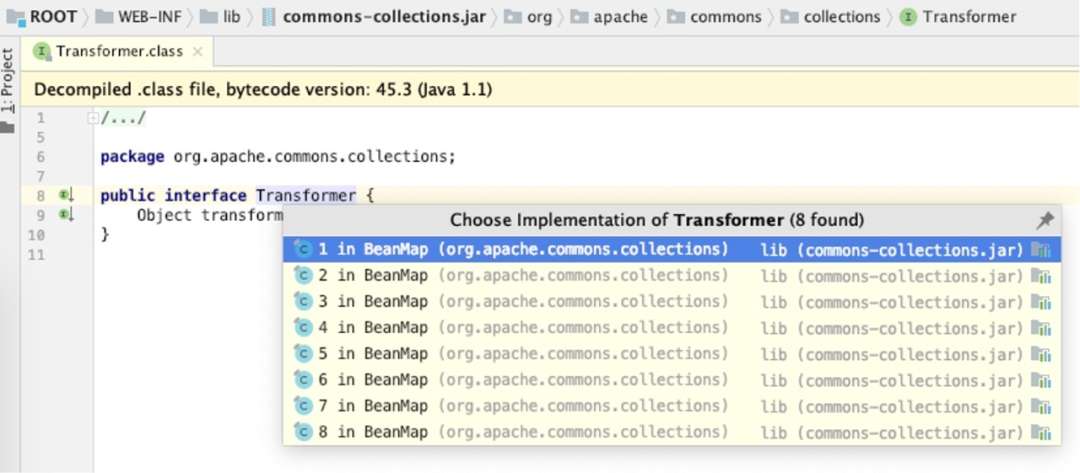 ROOT WEB-INF lib commons-collections.jar org apache commons collections Transformer
1: Project
Transformer.class
Decompiled .class file, bytecode version: 45.3 (Java 1.1)
1 /.../
5
6 package org.apache.commons.collections;
7
8 public interface Transformer {
9 Object transform
10 }
11
Choose Implementation of Transformer (8 found)
1 in BeanMap (org.apache.commons.collections) lib (commons-collections.jar)
2 in BeanMap (org.apache.commons.collections) lib (commons-collections.jar)
3 in BeanMap (org.apache.commons.collections) lib (commons-collections.jar)
4 in BeanMap (org.apache.commons.collections) lib (commons-collections.jar)
5 in BeanMap (org.apache.commons.collections) lib (commons-collections.jar)
6 in BeanMap (org.apache.commons.collections) lib (commons-collections.jar)
7 in BeanMap (org.apache.commons.collections) lib (commons-collections.jar)
8 in BeanMap (org.apache.commons.collections) lib (commons-collections.jar)